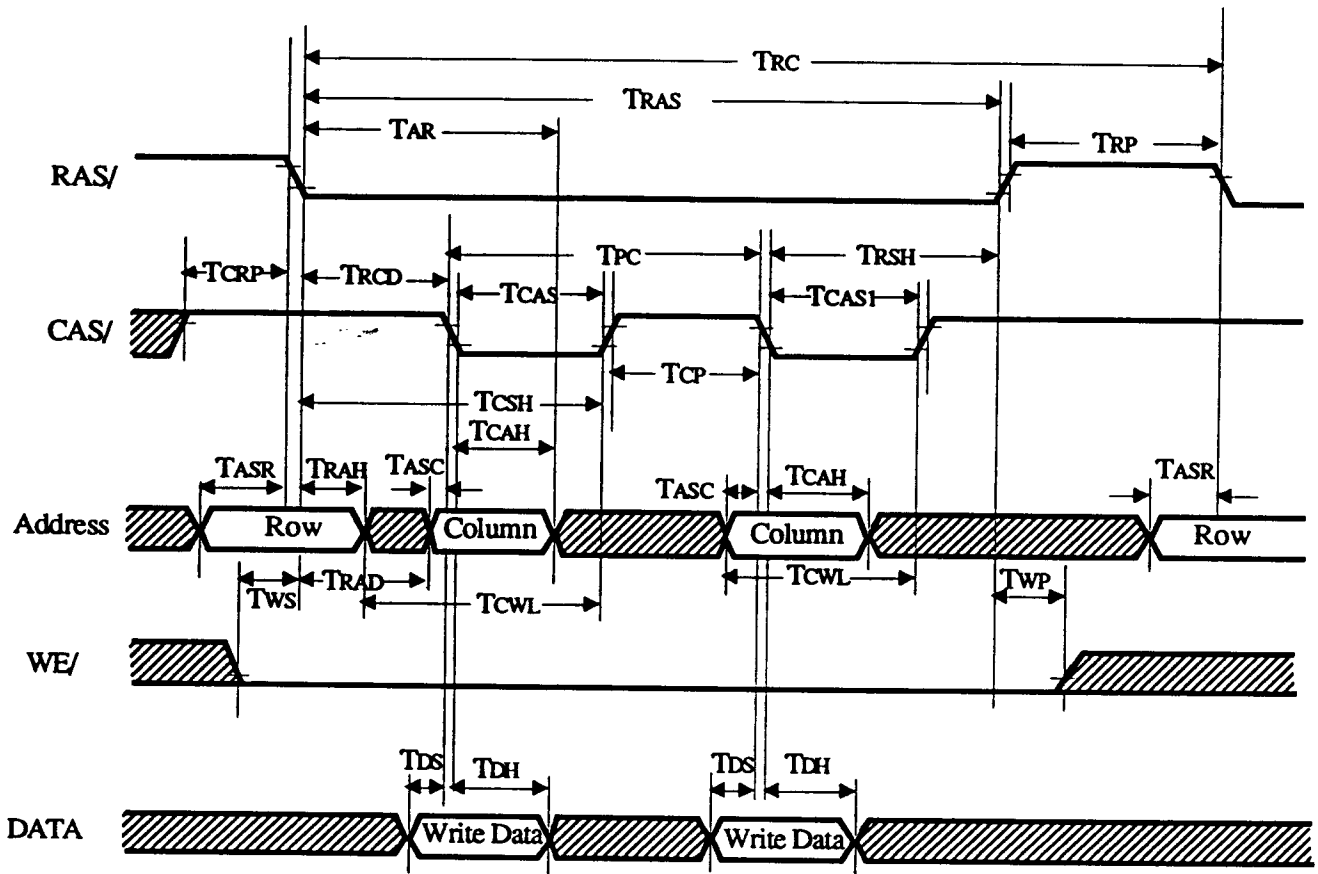 TRC
TRAS
TAR
TRP
RAS/
TPC
TRSH
TCRP
TRCD
TCAS
TCAS1
CAS/
TCP
TCSH
TCAH
TASR
TRAH
TASC
TASC
TCAH
TASR
Address
Row
Column
Column
Row
TWS
TRAD
TCWL
TCWL
TWP
WE/
TDS
TDH
TDS
TDH
DATA
Write Data
Write Data